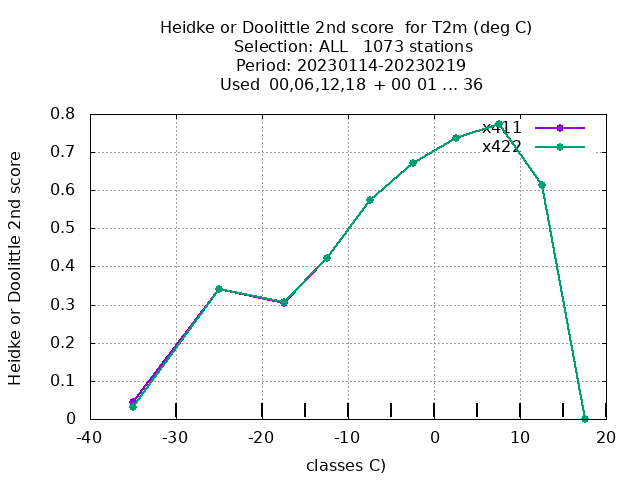 Heidke or Doolittle 2nd score  for T2m (deg C)
Selection: ALL   1073 stations
Period: 20230114-20230219
Used  00,06,12,18  + 00 01 ... 36
Heidke or Doolittle 2nd score
0.8
0.7
0.6
0.5
0.4
0.3
0.2
0.1
0
x411
x422
-40
-30
-20
-10
0
10
20
classes C)